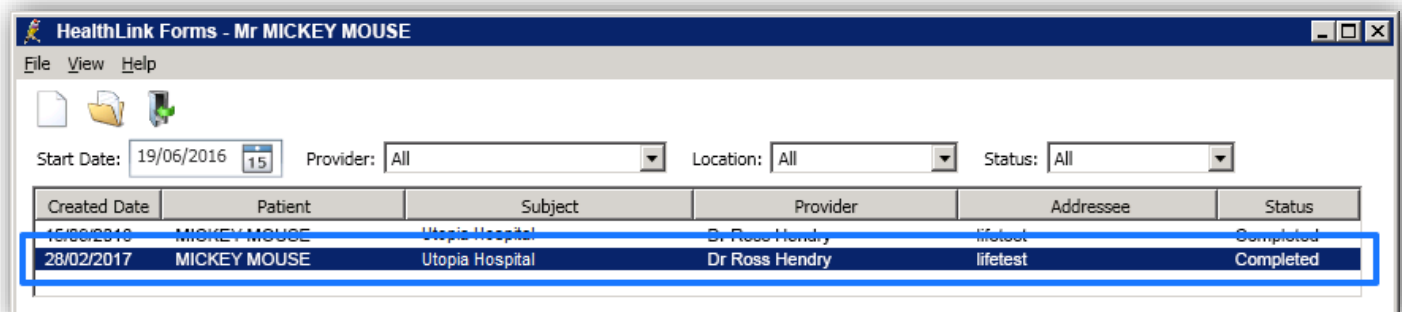 HealthLink Forms - Mr MICKEY MOUSE
File View Help
Start Date: 19/06/2016 15 Provider: All Location: All Status: All
Created Date Patient Subject Provider Addressee Status
MICKEY MOUSE Utopia Hospital Dr Ross Hendry lifetest Completed
28/02/2017 MICKEY MOUSE Utopia Hospital Dr Ross Hendry lifetest Completed